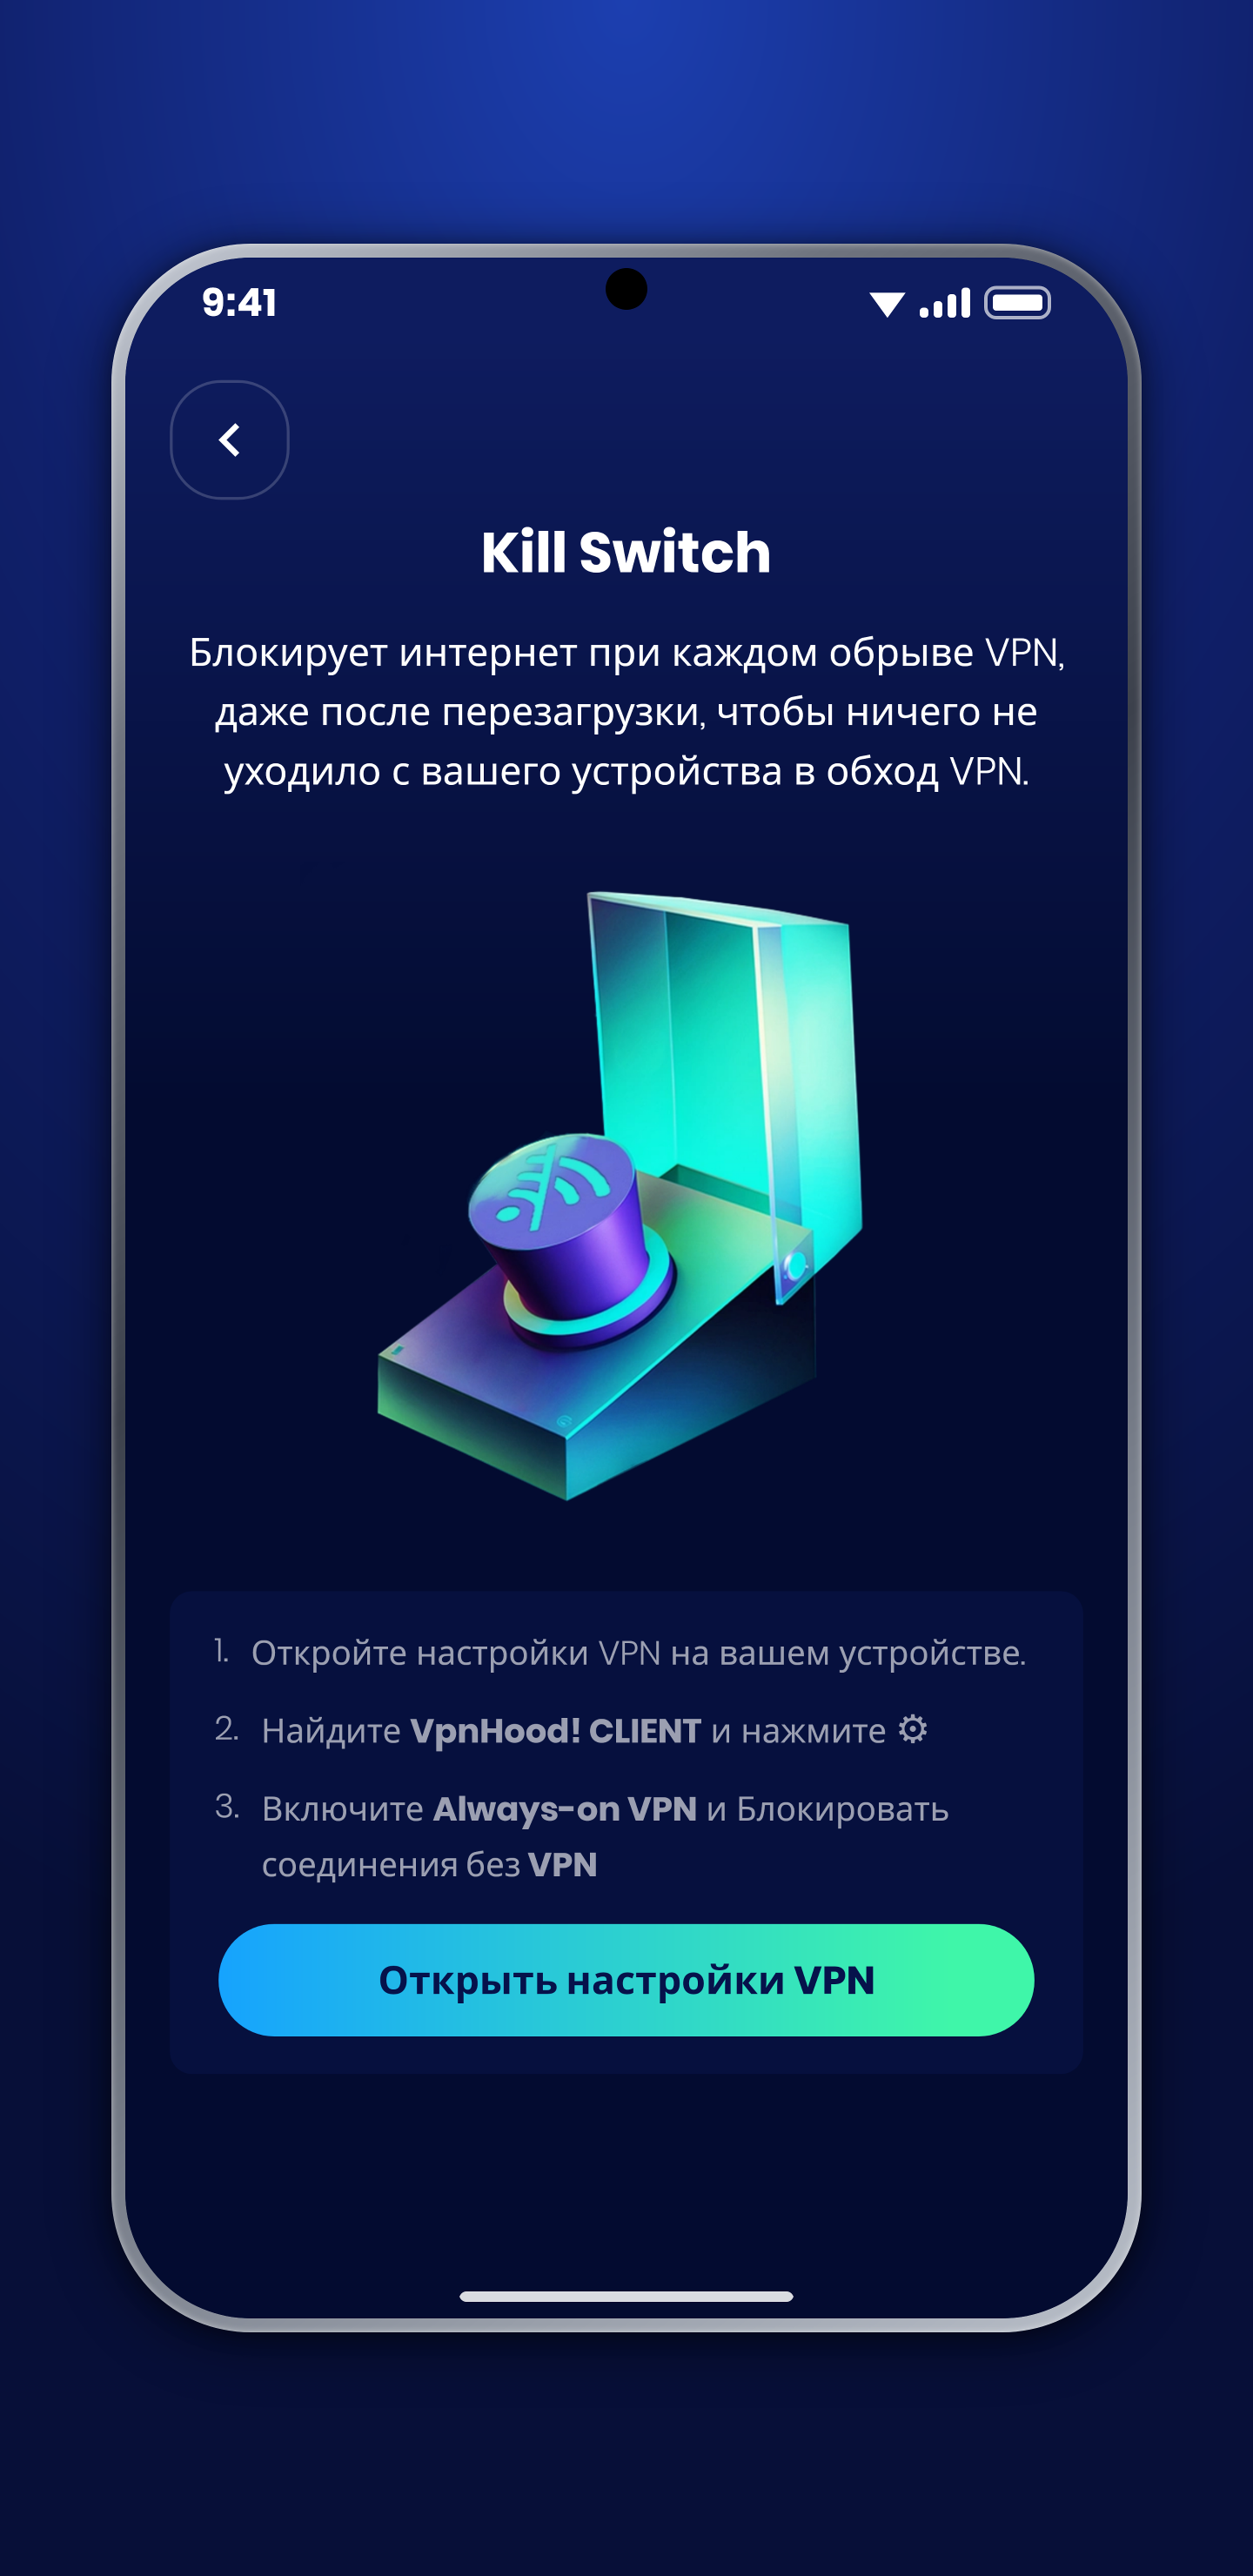 9:41
Kill Switch
Блокирует интернет при каждом обрыве VPN,
даже после перезагрузки, чтобы ничего не
уходило с вашего устройства в обход VPN.
1. Откройте настройки VPN на вашем устройстве.
2. Найдите VpnHood! CLIENT и нажмите ⚙
3. Включите Always-on VPN и Блокировать
соединения без VPN
Открыть настройки VPN